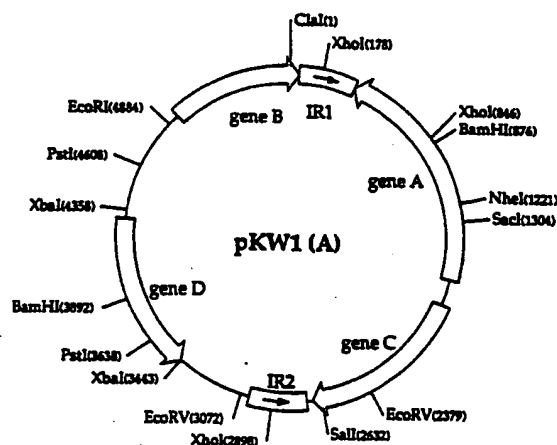 ClaI(1)
XhoI(178)
EcoRI(4884)
gene B
IR1
XhoI(846)
BamHI(876)
PstI(4608)
gene A
XbaI(4358)
NheI(1221)
SacI(1304)
pKW1 (A)
gene D
BamHI(3892)
gene C
PstI(3638)
XbaI(3443)
IR2
EcoRV(3072)
EcoRV(2379)
XhoI(2898)
SalI(2632)